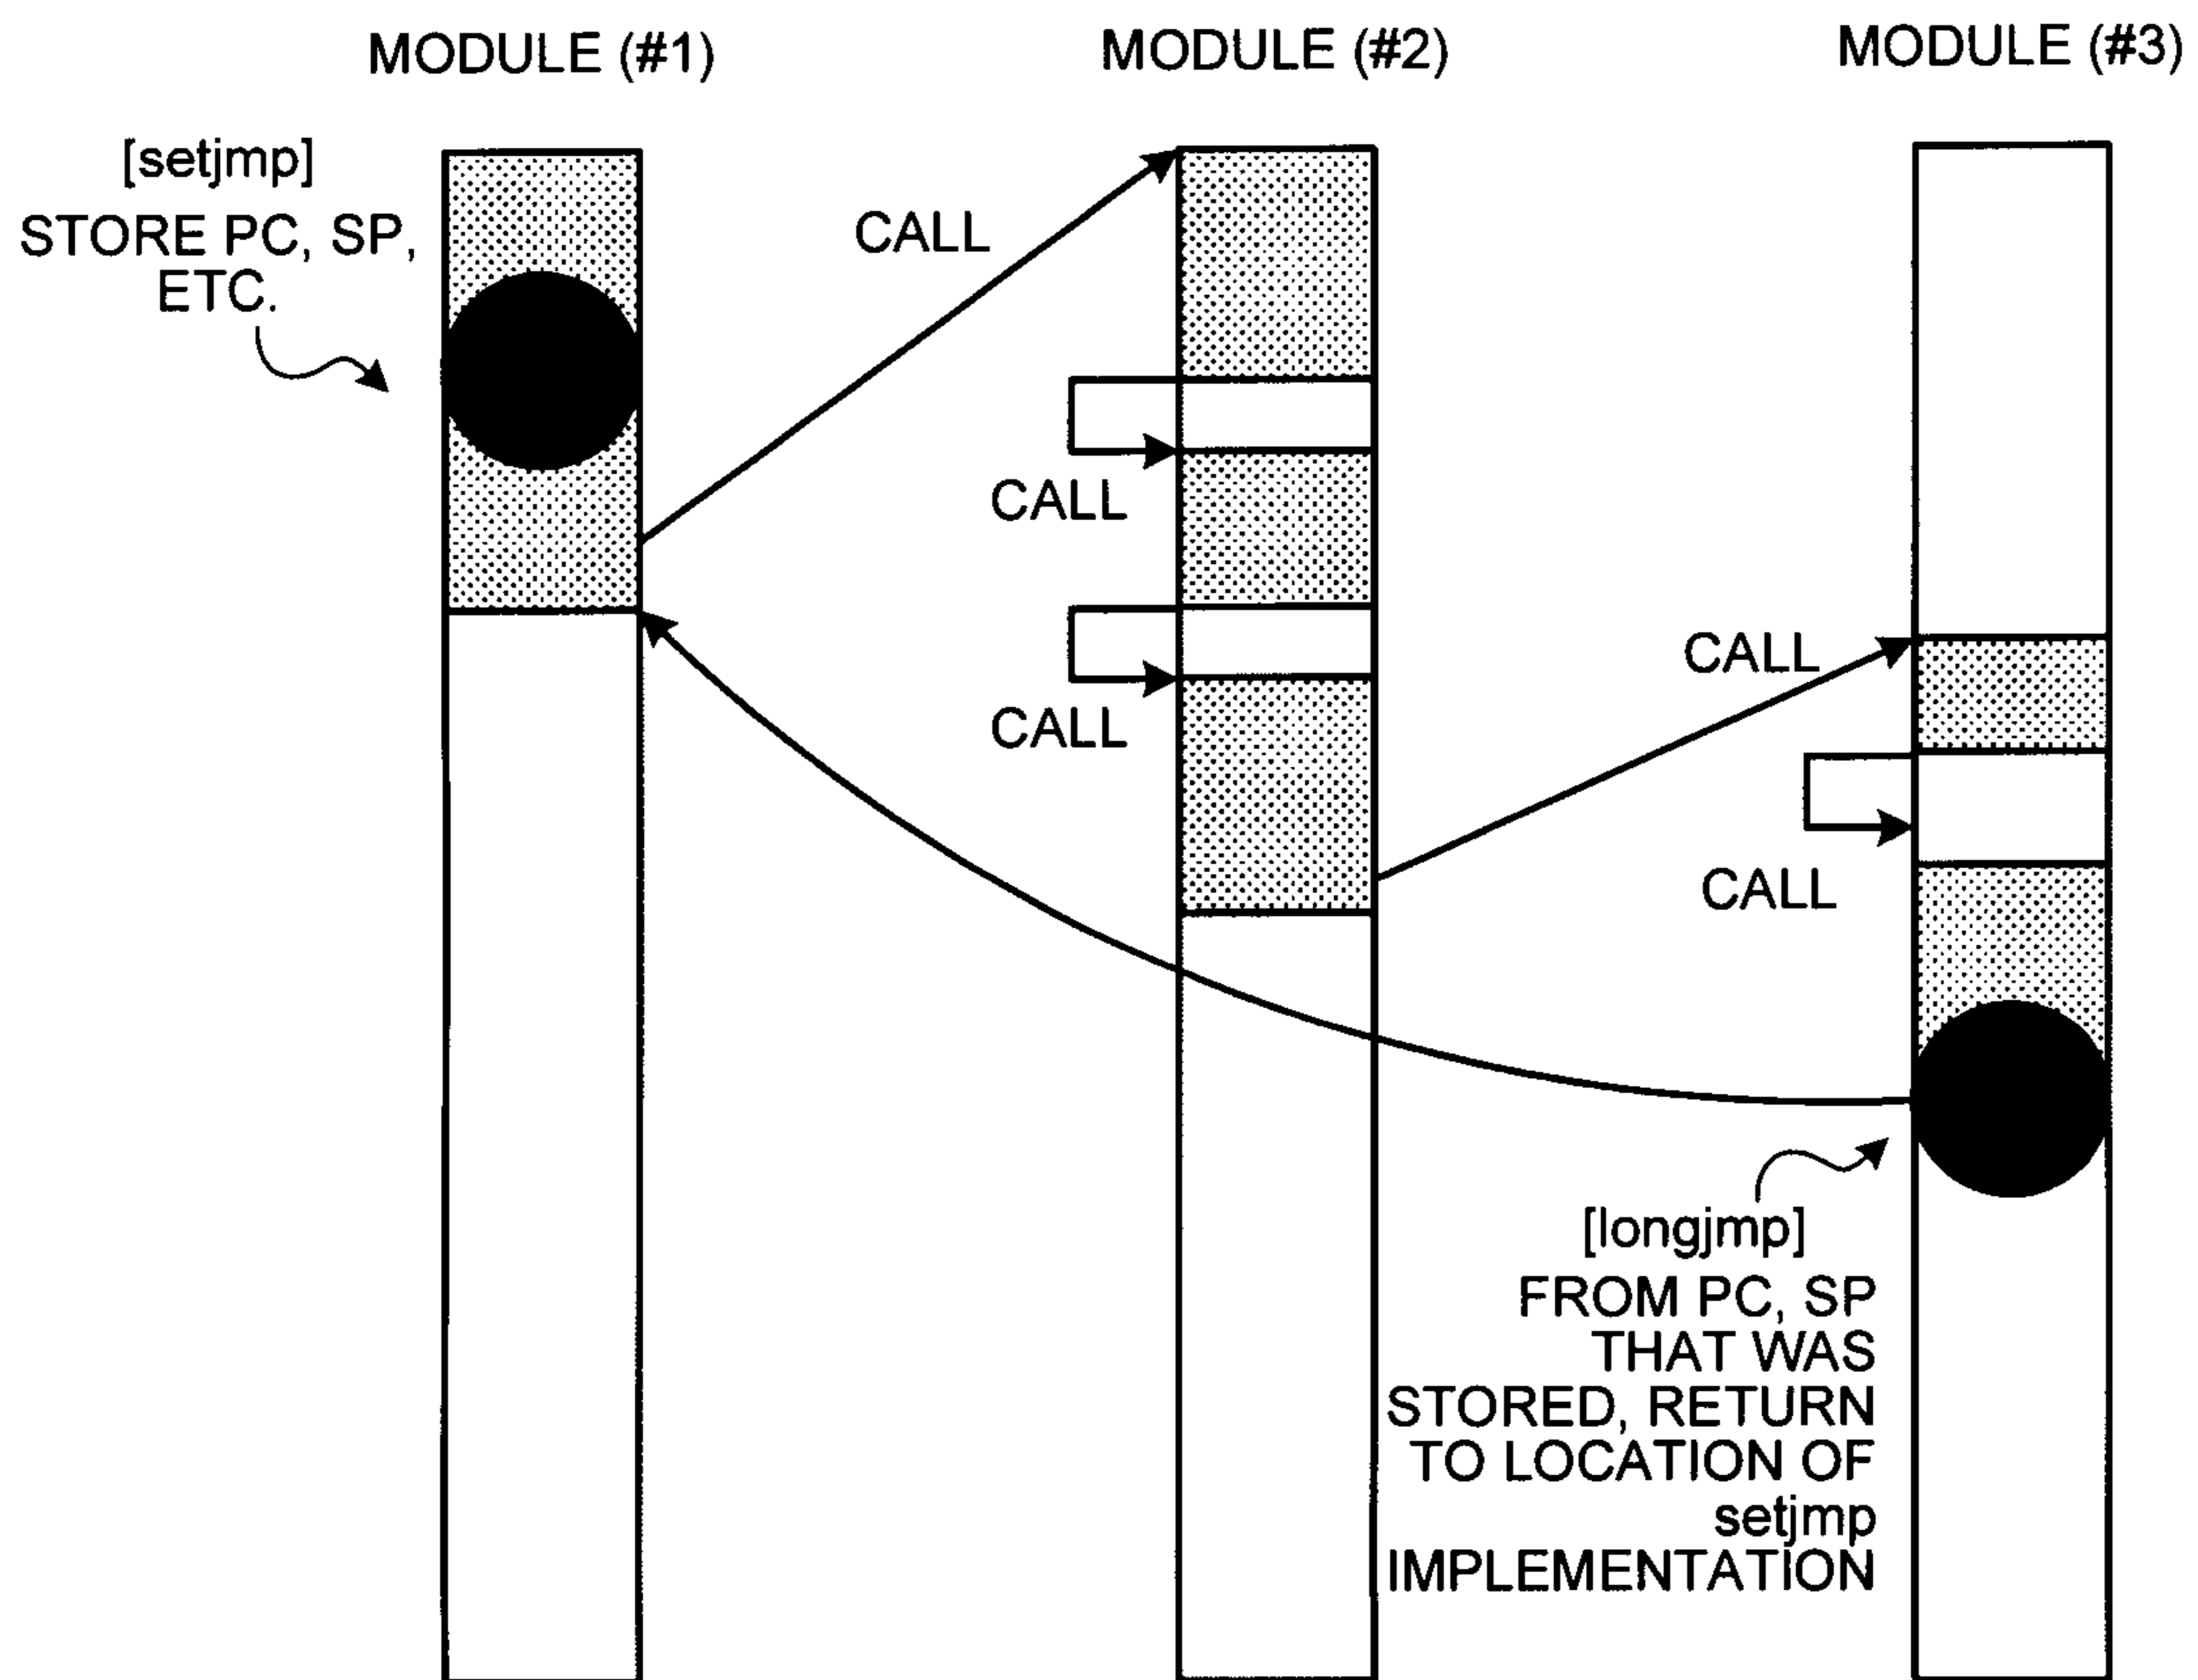 MODULE (#1)
MODULE (#2)
MODULE (#3)
[setjmp]
STORE PC, SP,
ETC.
CALL
CALL
CALL
CALL
CALL
[longjmp]
FROM PC, SP
THAT WAS
STORED, RETURN
TO LOCATION OF
setjmp
IMPLEMENTATION